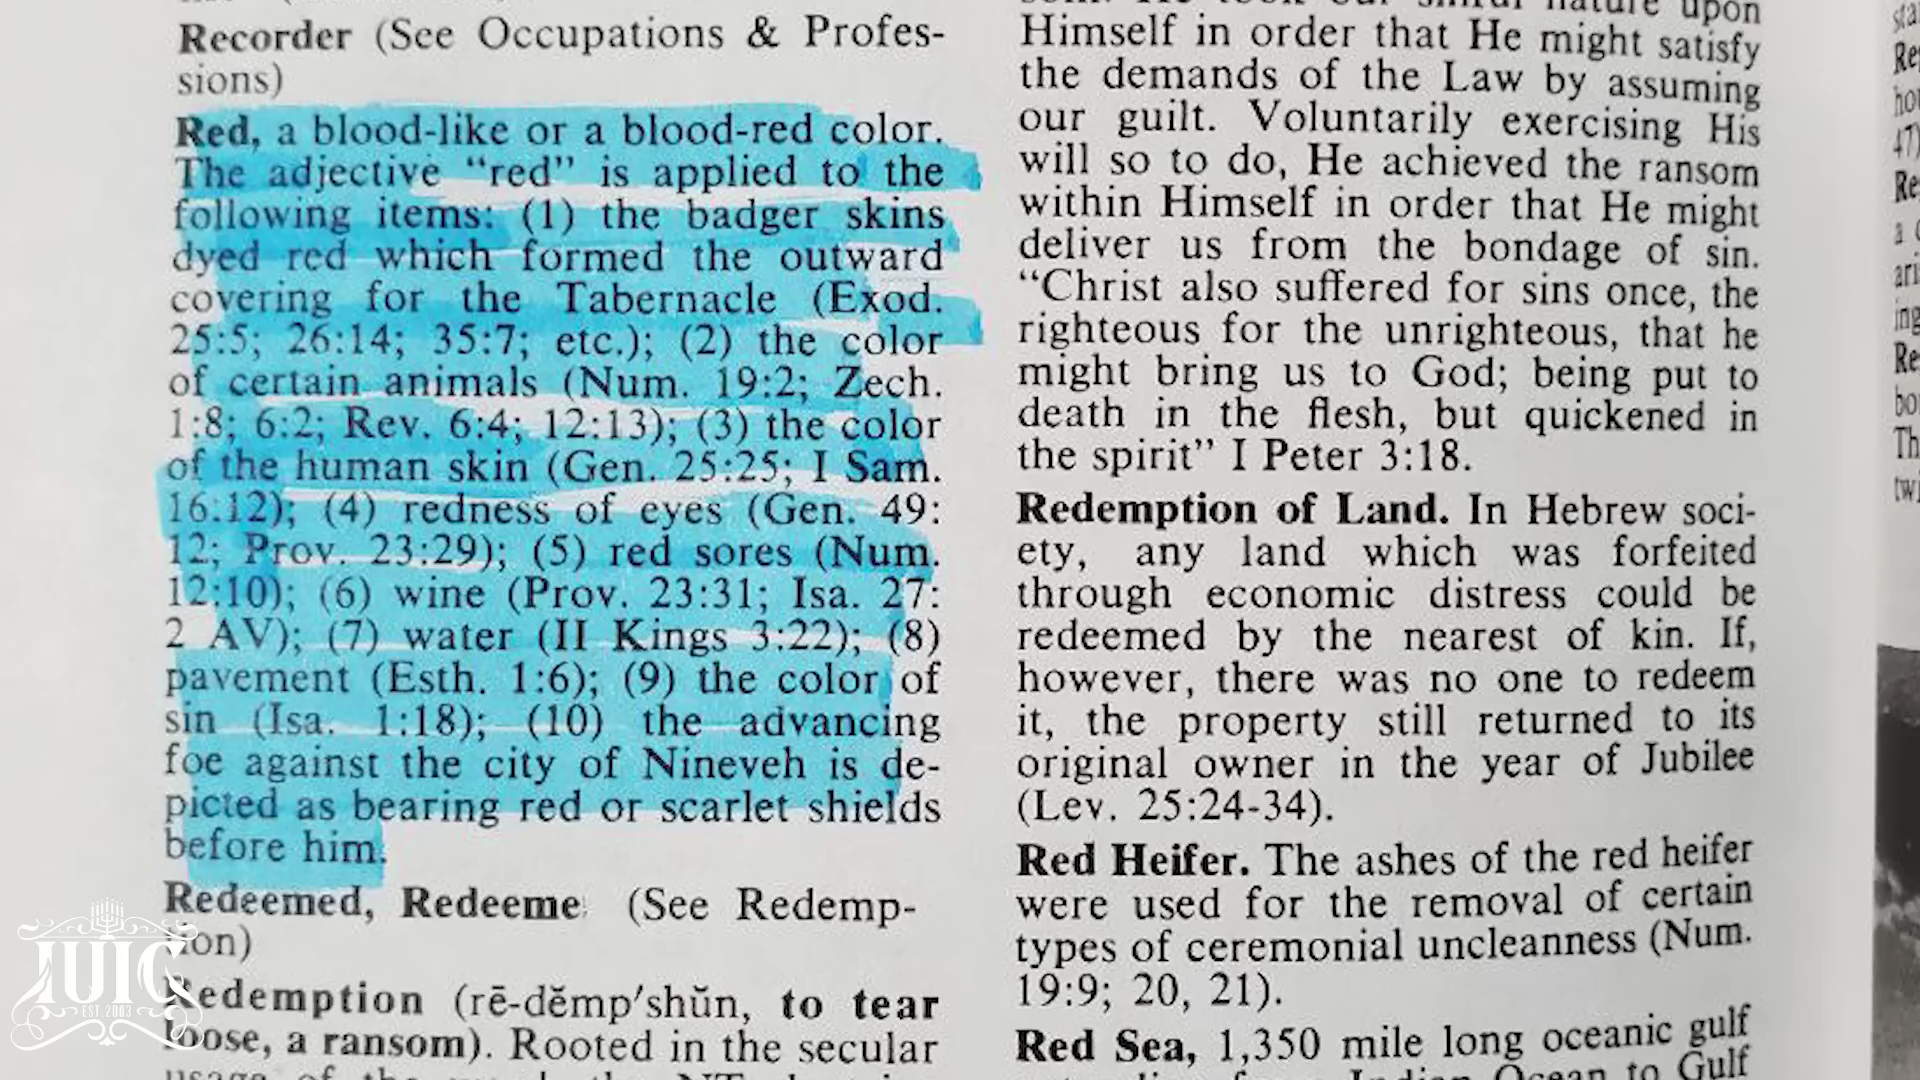 Recorder (See Occupations & Profes-
sions)
Red, a blood-like or a blood-red color.
The adjective "red" is applied to the
following items: (1) the badger skins
dyed red which formed the outward
covering for the Tabernacle (Exod.
25:5; 26:14; 35:7; etc.); (2) the color
of certain animals (Num. 19:2; Zech.
1:8; 6:2; Rev. 6:4; 12:13); (3) the color
of the human skin (Gen. 25:25; I Sam.
16:12); (4) redness of eyes (Gen. 49:
12; Prov. 23:29); (5) red sores (Num.
12:10); (6) wine (Prov. 23:31; Isa. 27:
2 AV); (7) water (II Kings 3:22); (8)
pavement (Esth. 1:6); (9) the color of
sin (Isa. 1:18); (10) the advancing
foe against the city of Nineveh is de-
picted as bearing red or scarlet shields
before him.
Redeemed, Redeeme (See Redemp-
tion)
Redemption (rē-dĕmp′shŭn, to tear
loose, a ransom). Rooted in the secular
Himself in order that He might satisfy
the demands of the Law by assuming
our guilt. Voluntarily exercising His
will so to do, He achieved the ransom
within Himself in order that He might
deliver us from the bondage of sin.
"Christ also suffered for sins once, the
righteous for the unrighteous, that he
might bring us to God; being put to
death in the flesh, but quickened in
the spirit" I Peter 3:18.
Redemption of Land. In Hebrew soci-
ety, any land which was forfeited
through economic distress could be
redeemed by the nearest of kin. If,
however, there was no one to redeem
it, the property still returned to its
original owner in the year of Jubilee
(Lev. 25:24-34).
Red Heifer. The ashes of the red heifer
were used for the removal of certain
types of ceremonial uncleanness (Num.
19:9; 20, 21).
Red Sea, 1,350 mile long oceanic gulf
IUIC
EST. 2003